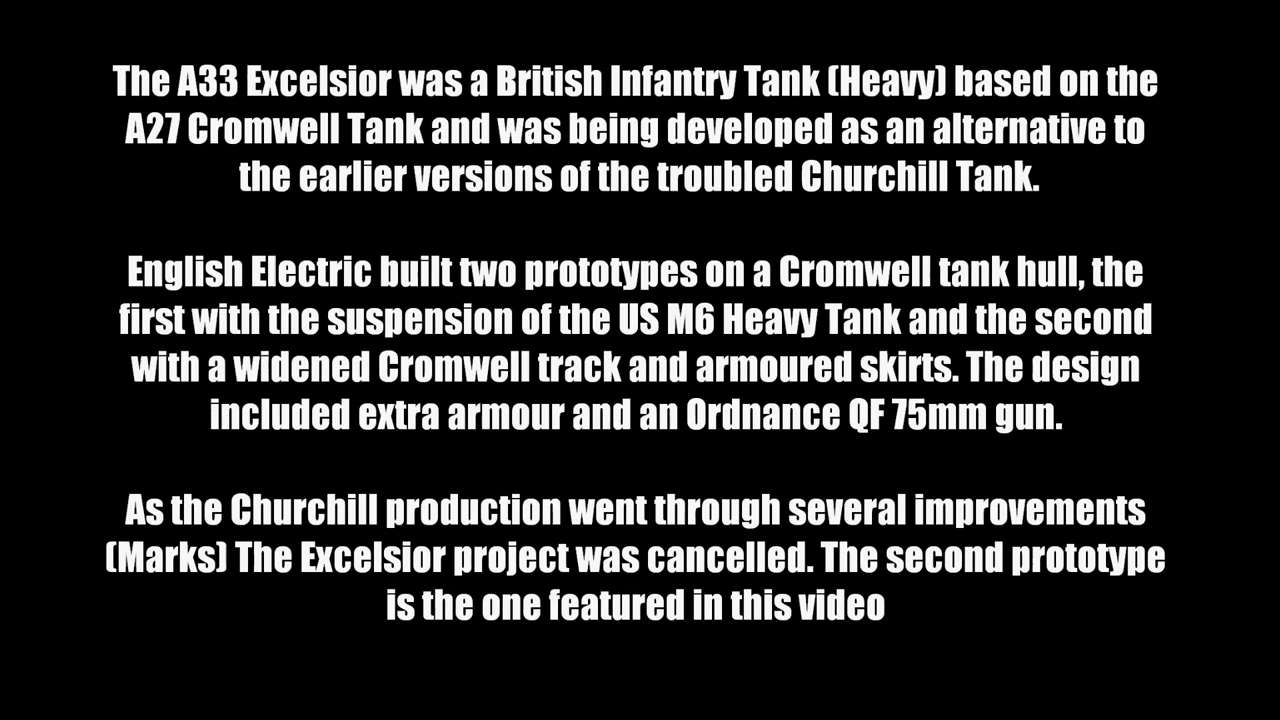 The A33 Excelsior was a British Infantry Tank (Heavy) based on the
A27 Cromwell Tank and was being developed as an alternative to
the earlier versions of the troubled Churchill Tank.
English Electric built two prototypes on a Cromwell tank hull, the
first with the suspension of the US M6 Heavy Tank and the second
with a widened Cromwell track and armoured skirts. The design
included extra armour and an Ordnance QF 75mm gun.
As the Churchill production went through several improvements
(Marks) The Excelsior project was cancelled. The second prototype
is the one featured in this video